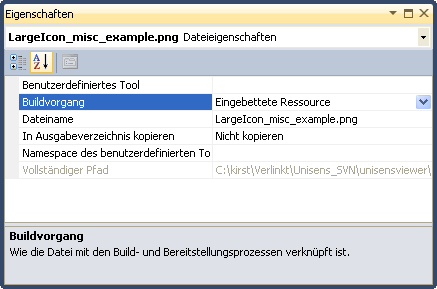 Eigenschaften
LargeIcon_misc_example.png Dateieigenschaften
Benutzerdefiniertes Tool
Buildvorgang Eingebettete Ressource
Dateiname LargeIcon_misc_example.png
In Ausgabeverzeichnis kopieren Nicht kopieren
Namespace des benutzerdefinierten To
Vollständiger Pfad C:\kirst\Verlinkt\Unisens_SVN\unisensviewer\
Buildvorgang
Wie die Datei mit den Build- und Bereitstellungsprozessen verknüpft ist.